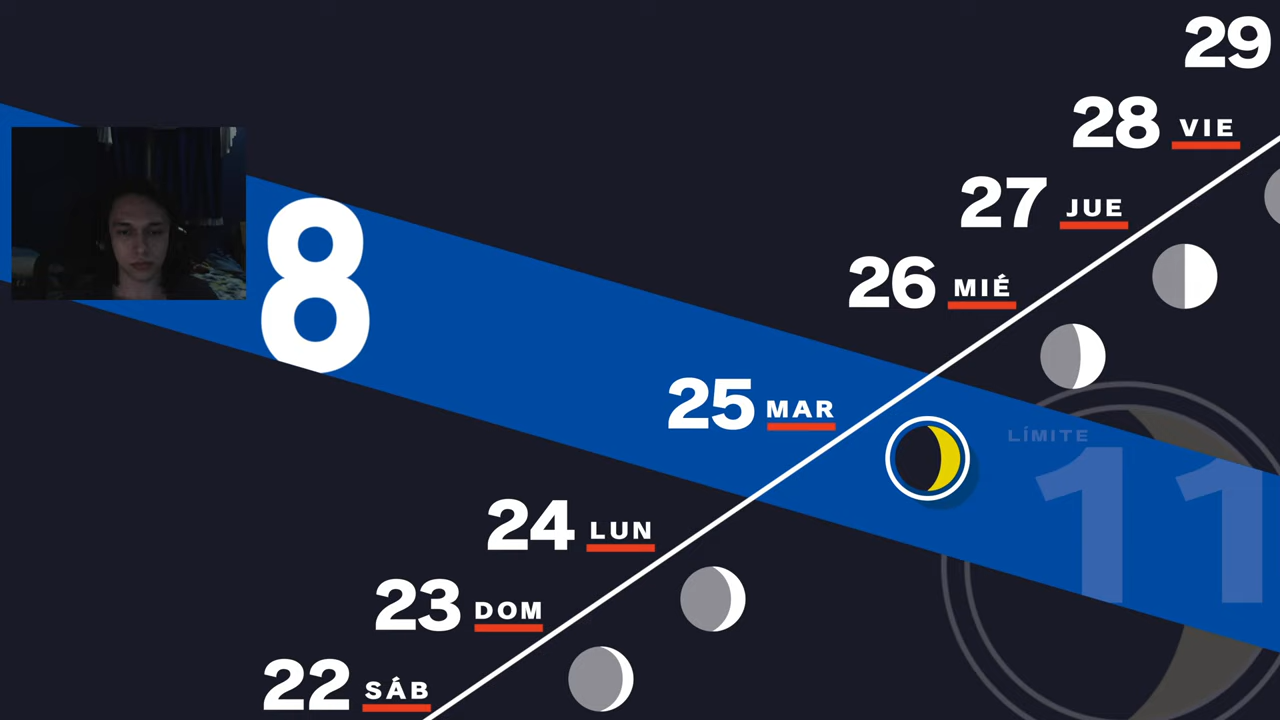 29
28 VIE
27 JUE
26 MIÉ
8
25 MAR
LÍMITE
11
24 LUN
23 DOM
22 SÁB